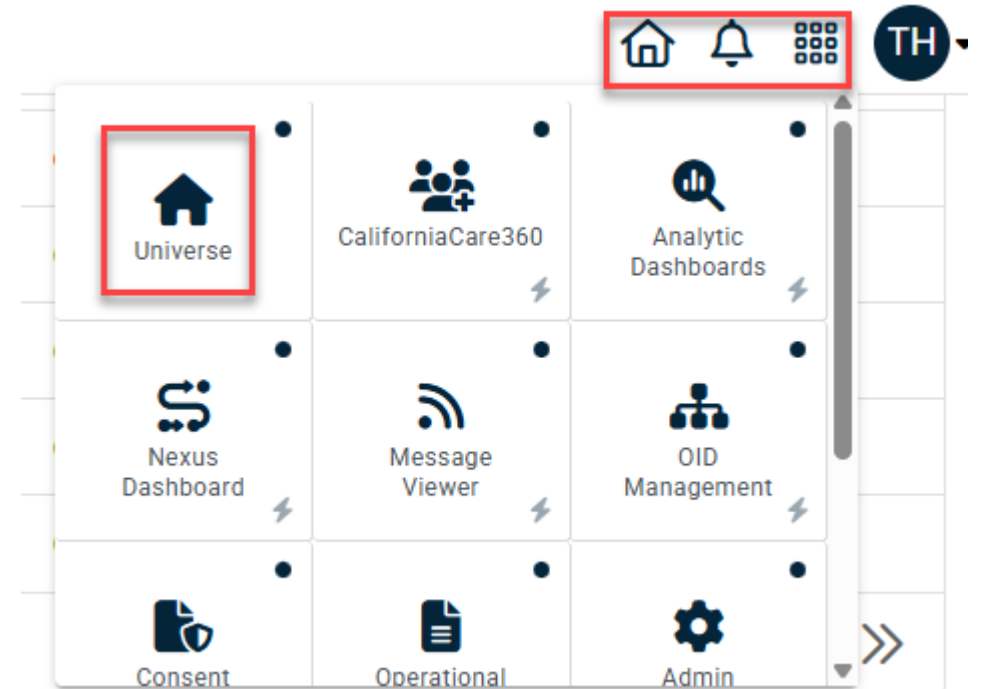 TH
Universe
CaliforniaCare360
Analytic
Dashboards
Nexus
Dashboard
Message
Viewer
OID
Management
Consent
Operational
Admin